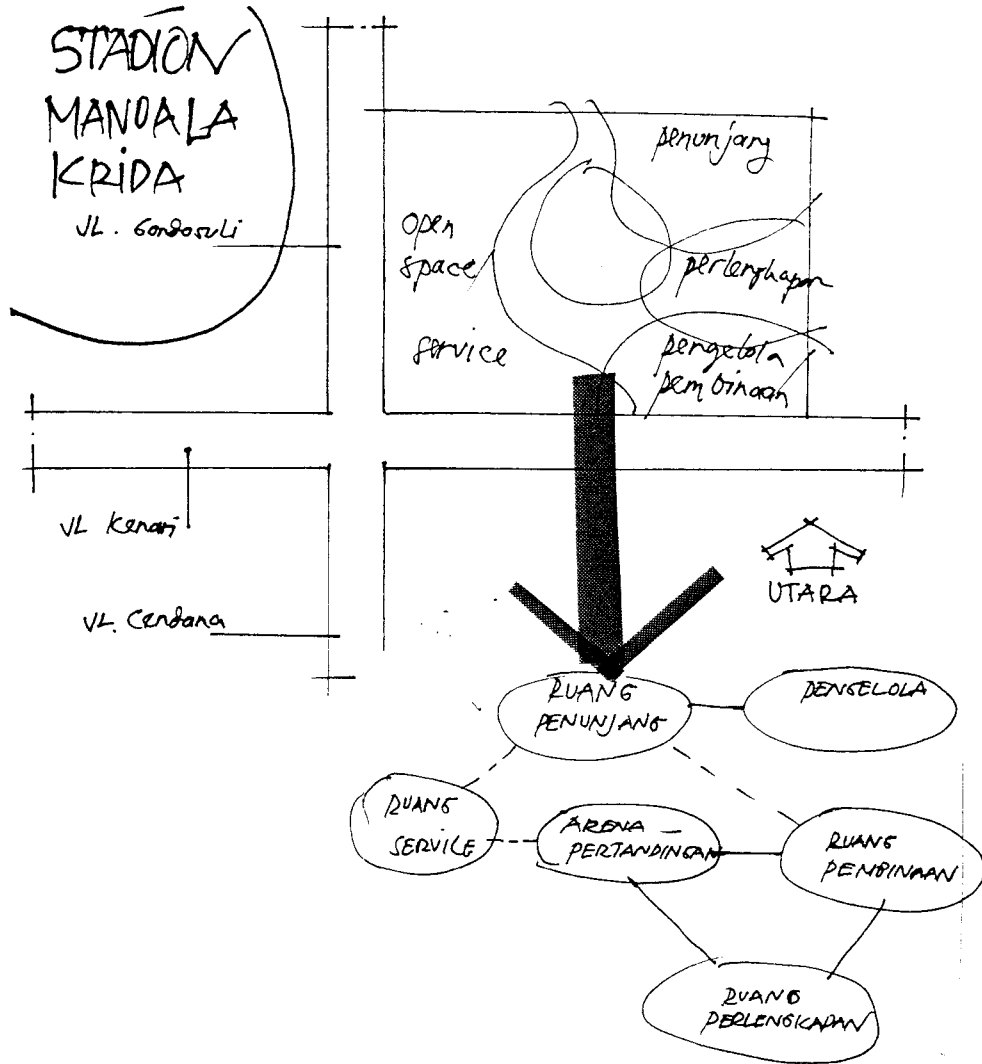 STADION
MANDALA
KRIDA
JL. Gondosuli
penunjang
open
space
perlengkapan
service
pengelola
pembinaan
JL Kenari
UTARA
JL. Cendana
RUANG
PENUNJANG
PENGELOLA
RUANG
SERVICE
ARENA –
PERTANDINGAN
RUANG
PEMBINAAN
RUANG
PERLENGKAPAN